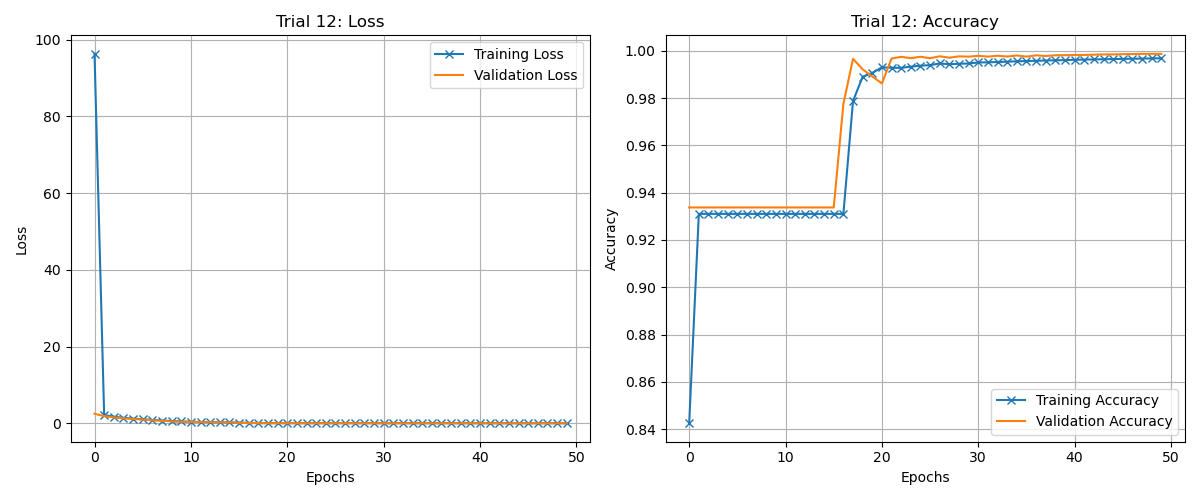 Trial 12: Loss
100
80
60
40
20
0
0 10 20 30 40 50
Loss
Epochs
Training Loss
Validation Loss
Trial 12: Accuracy
1.00
0.98
0.96
0.94
0.92
0.90
0.88
0.86
0.84
0 10 20 30 40 50
Accuracy
Epochs
Training Accuracy
Validation Accuracy